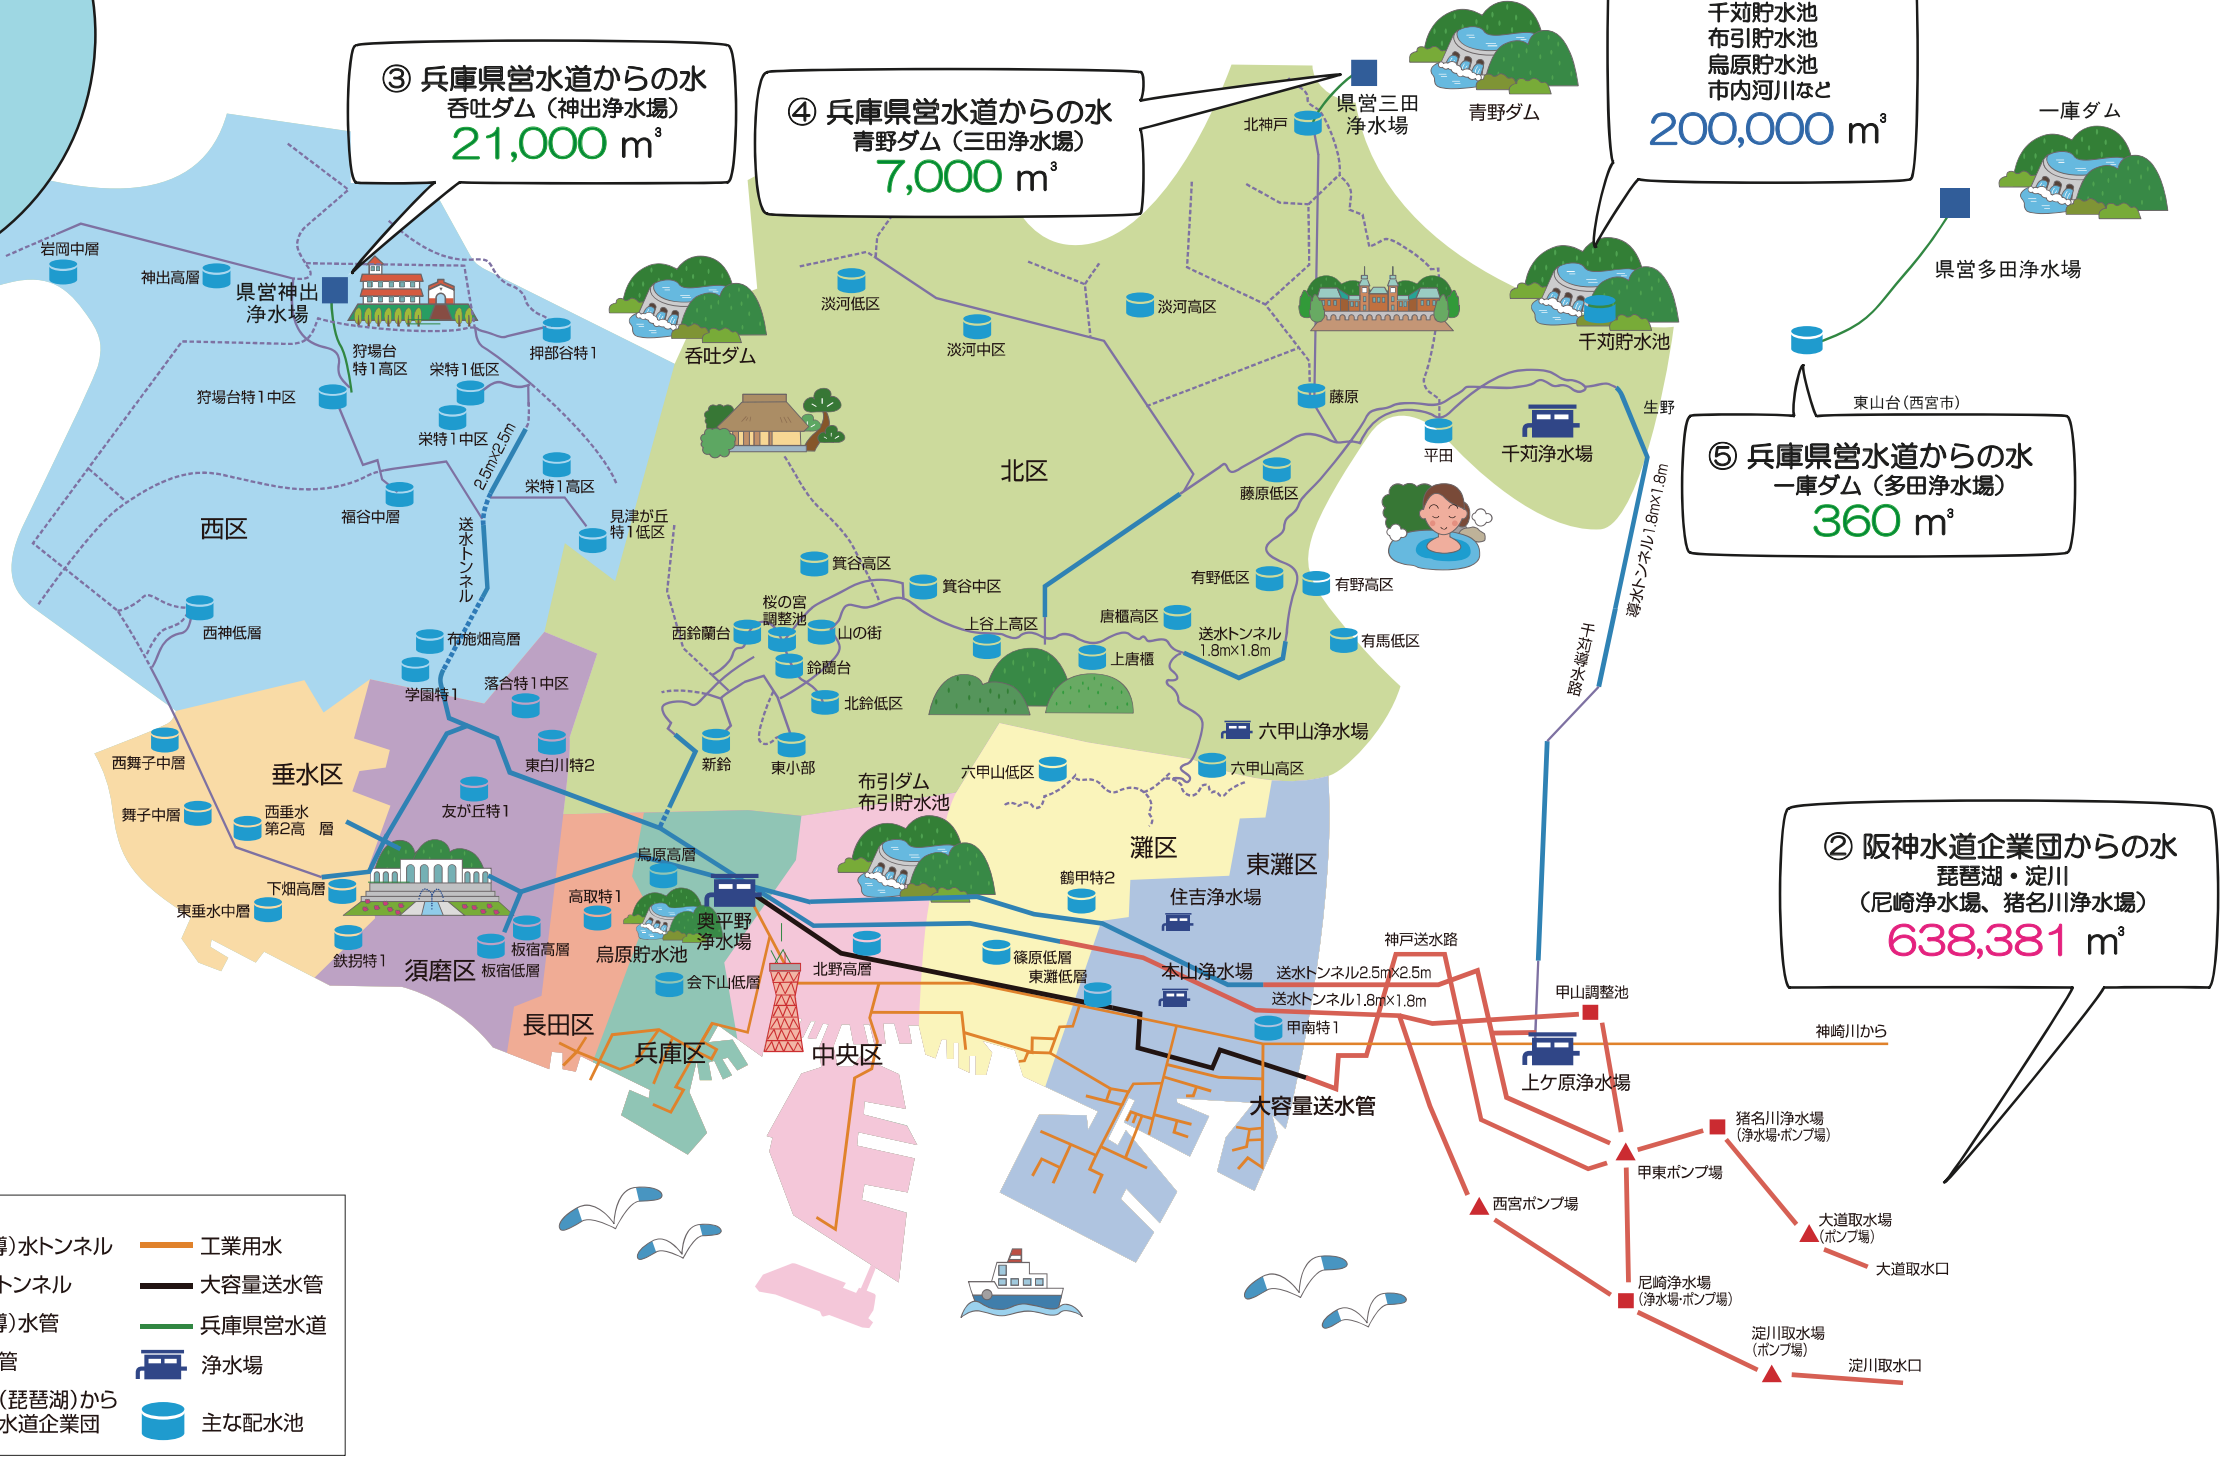 ③ 兵庫県営水道からの水
呑吐ダム（神出浄水場）
21,000 m³
④ 兵庫県営水道からの水
青野ダム（三田浄水場）
7,000 m³
千苅貯水池
布引貯水池
烏原貯水池
市内河川など
200,000 m³
県営三田
浄水場
北神戸
青野ダム
一庫ダム
県営多田浄水場
岩岡中層
神出高層
県営神出
浄水場
押部谷特1
狩場台
特1高区
栄特1低区
狩場台特1中区
栄特1中区
2.5m×2.5m
栄特1高区
福谷中層
見津が丘
特1低区
送水トンネル
西区
西神低層
布施畑高層
学園特1
呑吐ダム
淡河低区
淡河中区
淡河高区
北区
千苅貯水池
藤原
平田
千苅浄水場
生野
藤原低区
東山台(西宮市)
⑤ 兵庫県営水道からの水
一庫ダム（多田浄水場）
360 m³
導水トンネル1.8m×1.8m
千苅導水路
箕谷高区
箕谷中区
桜の宮
調整池
西鈴蘭台
山の街
鈴蘭台
北鈴低区
新鈴
東小部
上谷上高区
上唐櫃
唐櫃高区
有野低区
有野高区
有馬低区
送水トンネル
1.8m×1.8m
六甲山浄水場
六甲山低区
六甲山高区
落合特1中区
東白川特2
友が丘特1
西舞子中層
垂水区
舞子中層
西垂水
第2高　層
下畑高層
東垂水中層
鉄拐特1
須磨区
板宿高層
板宿低層
高取特1
長田区
烏原高層
烏原貯水池
奥平野
浄水場
会下山低層
兵庫区
布引ダム
布引貯水池
北野高層
中央区
灘区
鶴甲特2
篠原低層
東灘低層
東灘区
住吉浄水場
本山浄水場
甲南特1
神戸送水路
送水トンネル2.5m×2.5m
送水トンネル1.8m×1.8m
大容量送水管
甲山調整池
上ケ原浄水場
神崎川から
② 阪神水道企業団からの水
琵琶湖・淀川
（尼崎浄水場、猪名川浄水場）
638,381 m³
猪名川浄水場
(浄水場・ポンプ場)
甲東ポンプ場
西宮ポンプ場
大道取水場
(ポンプ場)
大道取水口
尼崎浄水場
(浄水場・ポンプ場)
淀川取水場
(ポンプ場)
淀川取水口
導)水トンネル
トンネル
導)水管
管
(琵琶湖)から
水道企業団
工業用水
大容量送水管
兵庫県営水道
浄水場
主な配水池